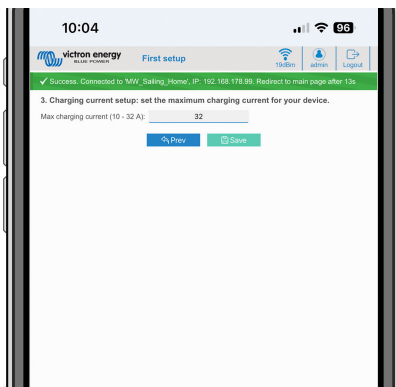 10:04
96
victron energy
BLUE POWER
First setup
19dBm
admin
Logout
Success. Connected to 'MW_Sailing_Home', IP: 192.168.178.99. Redirect to main page after 13s
3. Charging current setup: set the maximum charging current for your device.
Max charging current (10 - 32 A):
32
Prev
Save